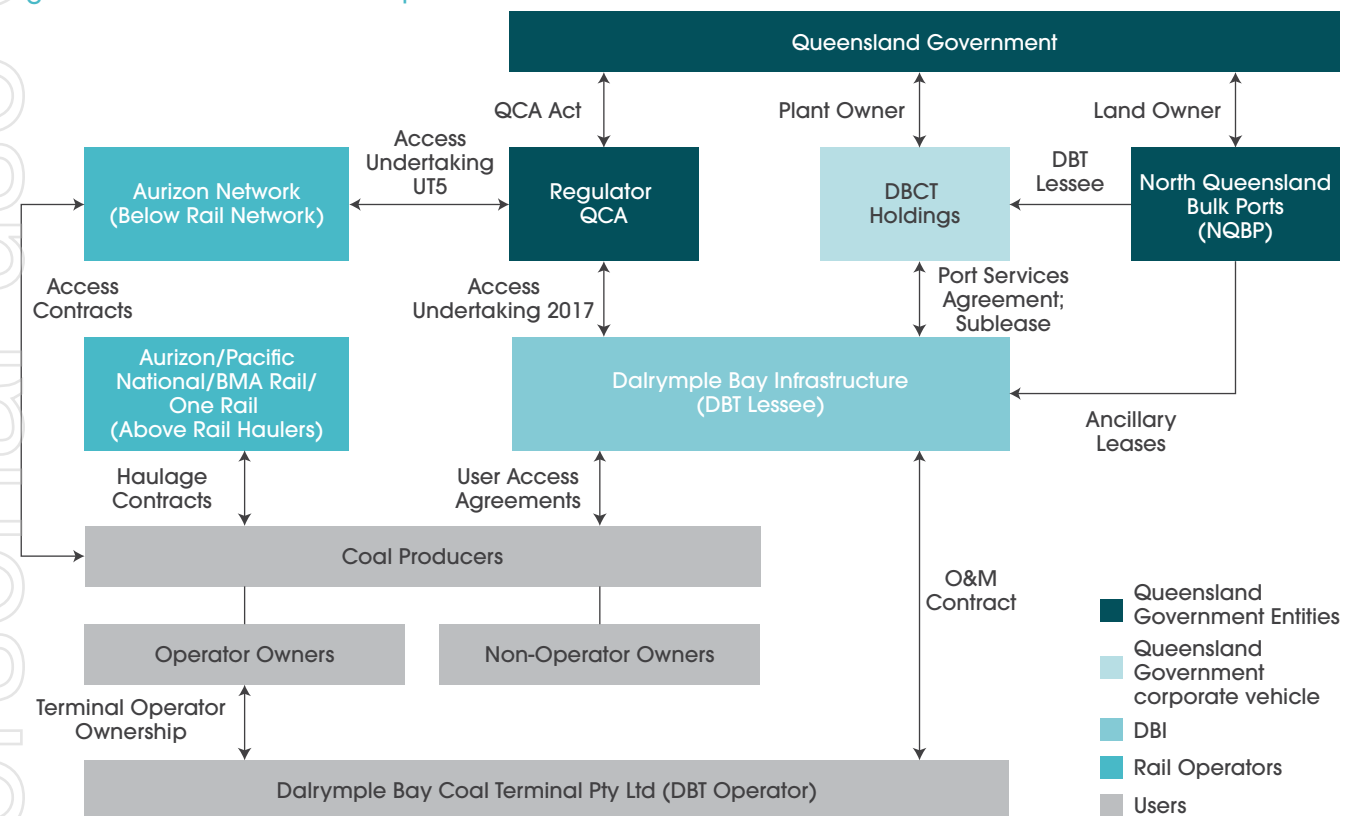 Queensland Government
QCA Act
Plant Owner
Land Owner
Access
Undertaking
UT5
DBT
Lessee
Aurizon Network
(Below Rail Network)
Regulator
QCA
DBCT
Holdings
North Queensland
Bulk Ports
(NQBP)
Access
Contracts
Access
Undertaking 2017
Port Services
Agreement;
Sublease
Aurizon/Pacific
National/BMA Rail/
One Rail
(Above Rail Haulers)
Dalrymple Bay Infrastructure
(DBT Lessee)
Ancillary
Leases
Haulage
Contracts
User Access
Agreements
Coal Producers
O&M
Contract
Operator Owners
Non-Operator Owners
Terminal Operator
Ownership
Dalrymple Bay Coal Terminal Pty Ltd (DBT Operator)
Queensland
Government Entities
Queensland
Government
corporate vehicle
DBI
Rail Operators
Users